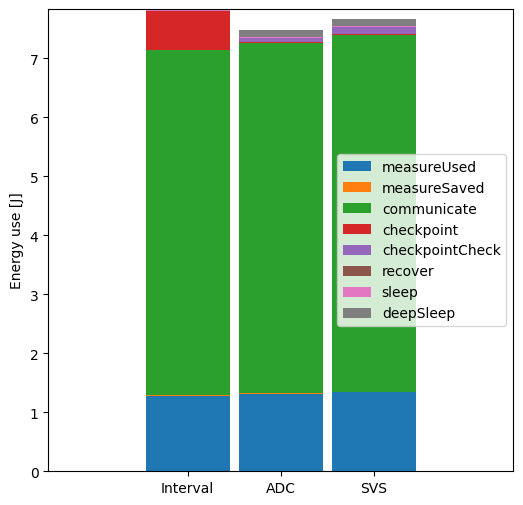 7
6
5
4
3
2
1
0
Energy use [J]
measureUsed
measureSaved
communicate
checkpoint
checkpointCheck
recover
sleep
deepSleep
Interval ADC SVS